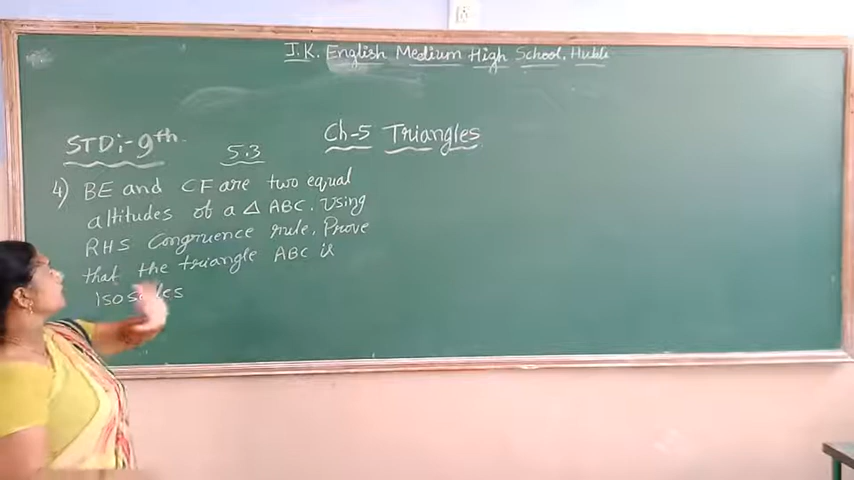 J.K. English Medium High School, Hubli
STD:-9th.
5.3
Ch-5 Triangles
4) BE and CF are two equal
altitudes of a △ ABC. Using
RHS Congruence rule, Prove
that the triangle ABC is